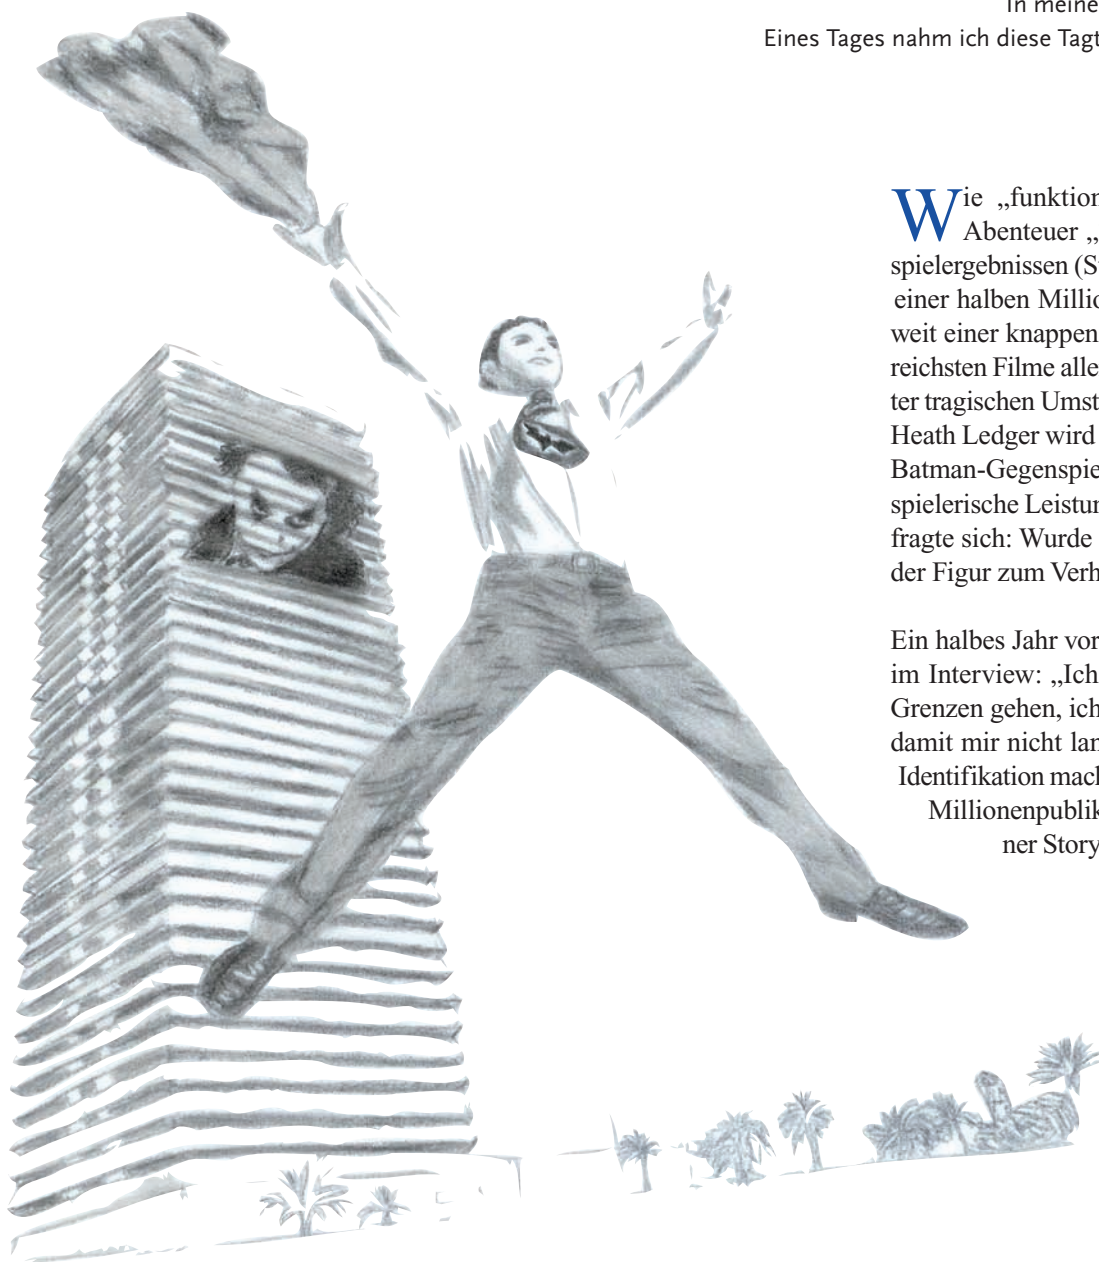 In meine
Eines Tages nahm ich diese Tagt
Wie „funktion
Abenteuer „
spielergebnissen (S
einer halben Millio
weit einer knappen
reichsten Filme alle
ter tragischen Umst
Heath Ledger wird
Batman-Gegenspie
spielerische Leistun
fragte sich: Wurde
der Figur zum Verh
Ein halbes Jahr vor
im Interview: „Ich
Grenzen gehen, ich
damit mir nicht lan
Identifikation mach
Millionenpublik
ner Story